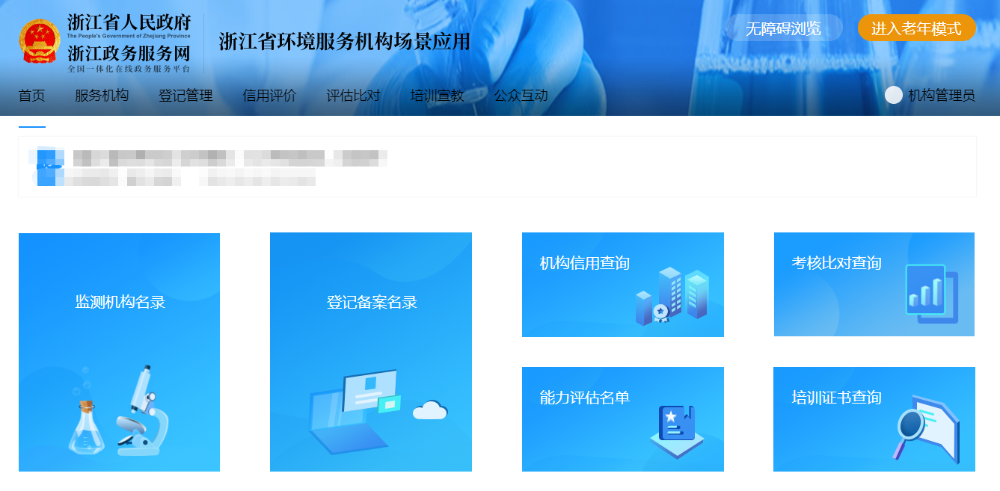 浙江省人民政府
The People's Government of Zhejiang Province
浙江政务服务网
全国一体化在线政务服务平台
浙江省环境服务机构场景应用
无障碍浏览
进入老年模式
首页 服务机构 登记管理 信用评价 评估比对 培训宣教 公众互动
机构管理员
监测机构名录
登记备案名录
机构信用查询
考核比对查询
能力评估名单
培训证书查询